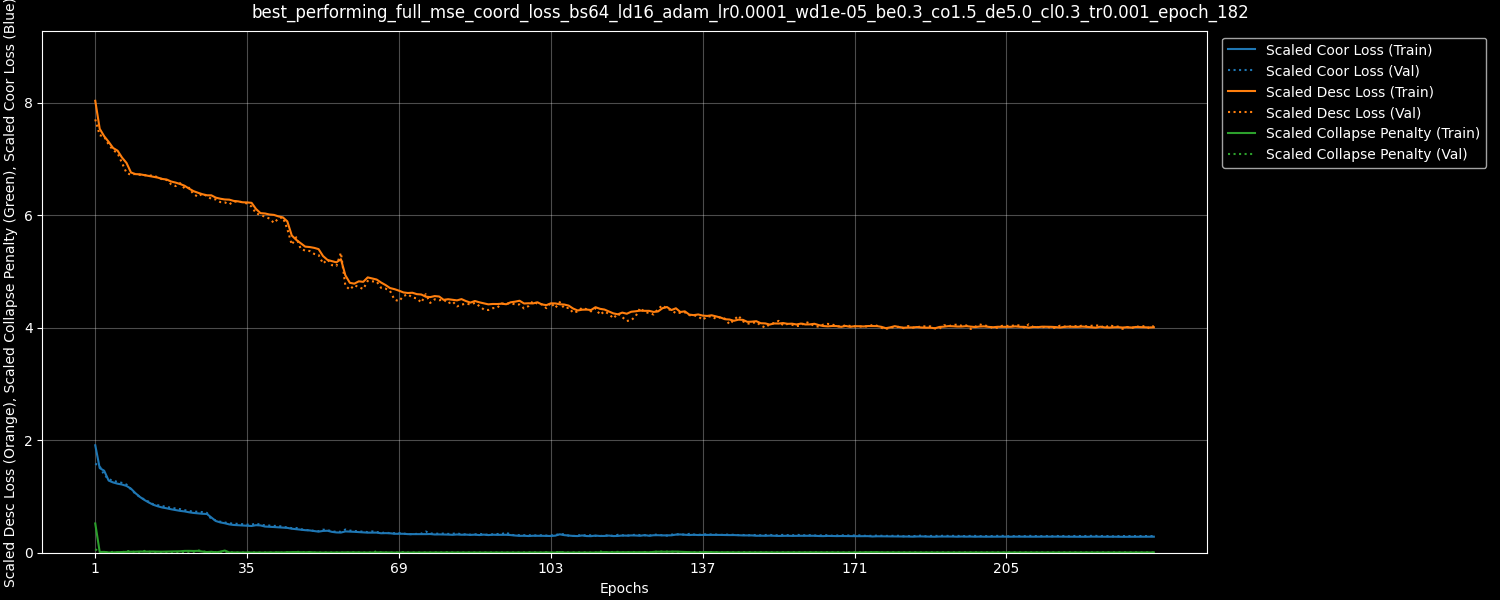 best_performing_full_mse_coord_loss_bs64_ld16_adam_lr0.0001_wd1e-05_be0.3_co1.5_de5.0_cl0.3_tr0.001_epoch_182
Scaled Desc Loss (Orange), Scaled Collapse Penalty (Green), Scaled Coor Loss (Blue)
8
6
4
2
0
1 35 69 103 137 171 205
Epochs
Scaled Coor Loss (Train)
Scaled Coor Loss (Val)
Scaled Desc Loss (Train)
Scaled Desc Loss (Val)
Scaled Collapse Penalty (Train)
Scaled Collapse Penalty (Val)